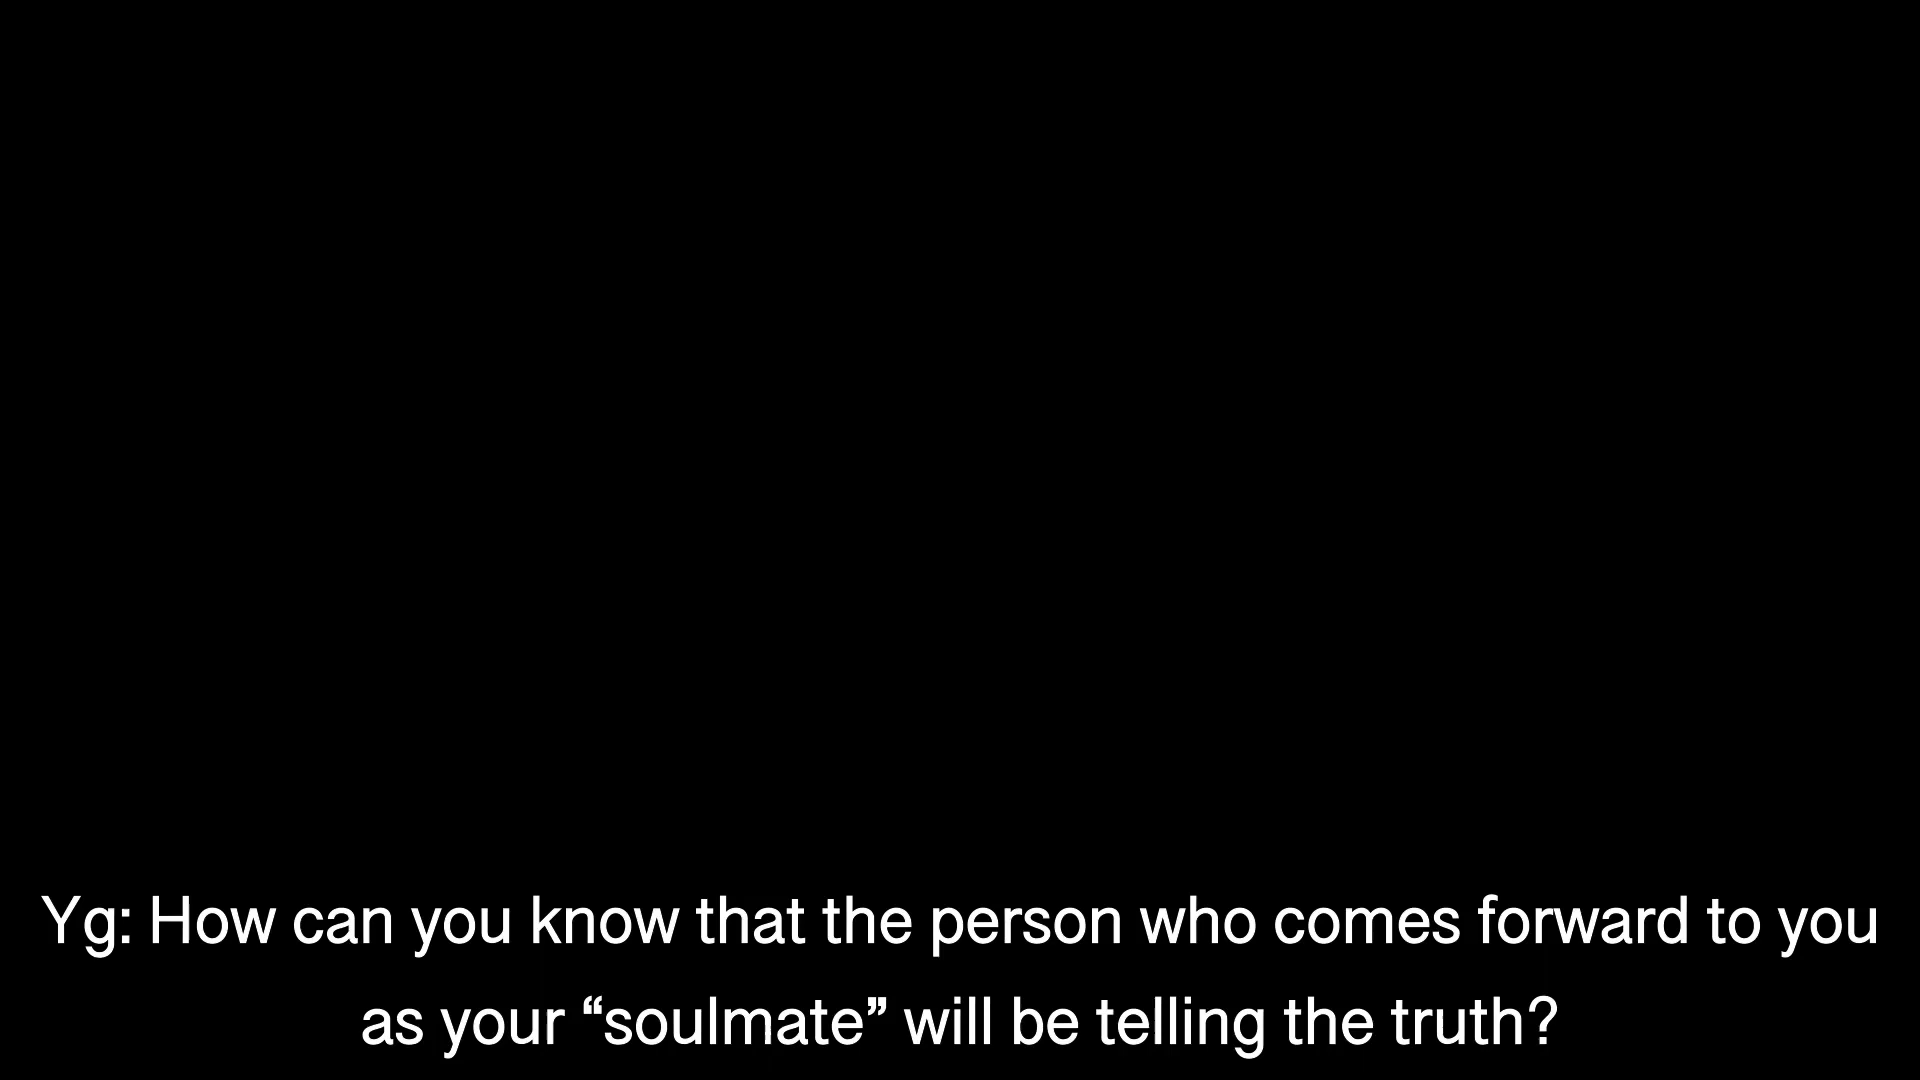 Yg: How can you know that the person who comes forward to you
as your “soulmate” will be telling the truth?